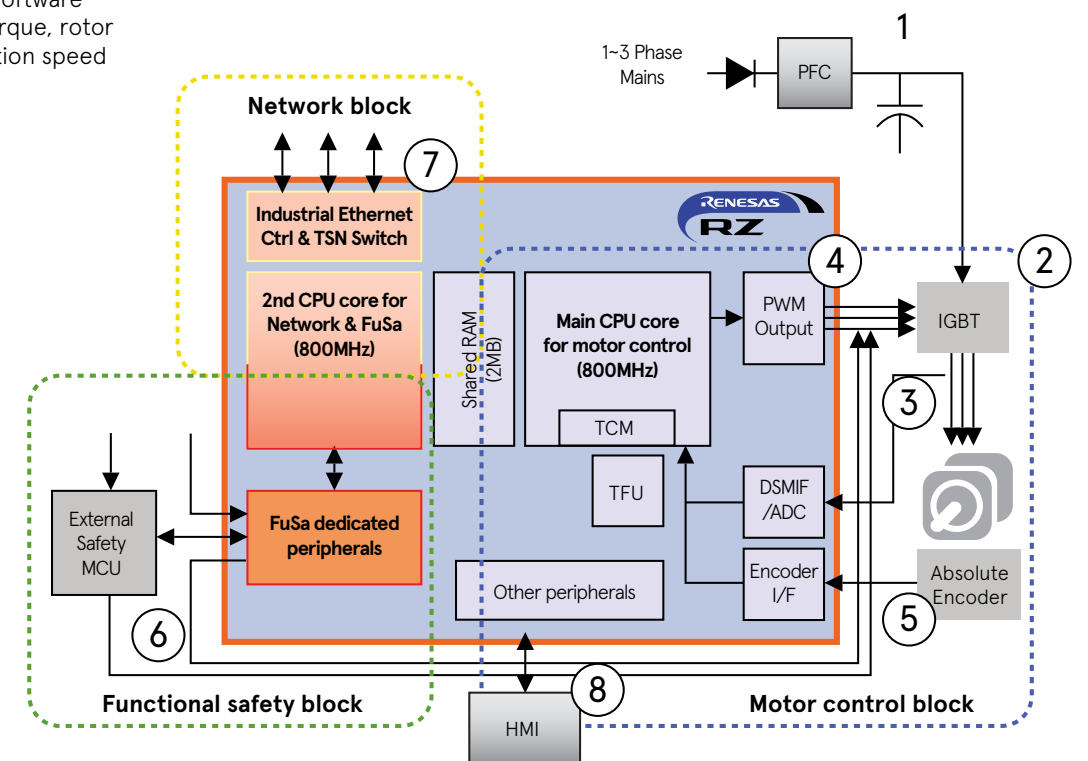 oftware
rque, rotor
tion speed
1
1~3 Phase
Mains
PFC
Network block
7
Industrial Ethernet
Ctrl & TSN Switch
RENESAS
RZ
2nd CPU core for
Network & FuSa
(800MHz)
Shared RAM
(2MB)
Main CPU core
for motor control
(800MHz)
TCM
4
PWM
Output
2
IGBT
3
TFU
DSMIF
/ADC
External
Safety
MCU
FuSa dedicated
peripherals
Other peripherals
Encoder
I/F
Absolute
Encoder
5
6
8
Functional safety block
Motor control block
HMI